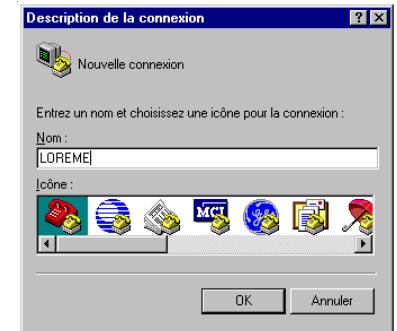 Description de la connexion
Nouvelle connexion
Entrez un nom et choisissez une icône pour la connexion :
Nom :
LOREME
Icône :
MCI
OK Annuler